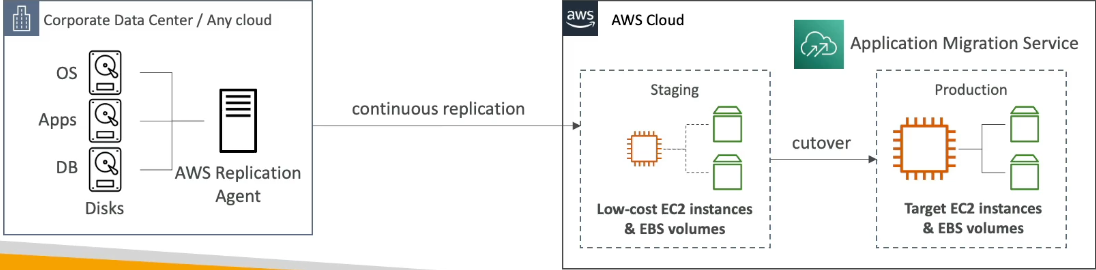 Corporate Data Center / Any cloud
OS
Apps
DB
Disks
AWS Replication
Agent
continuous replication
aws
AWS Cloud
Application Migration Service
Staging
Low-cost EC2 instances
& EBS volumes
cutover
Production
Target EC2 instances
& EBS volumes